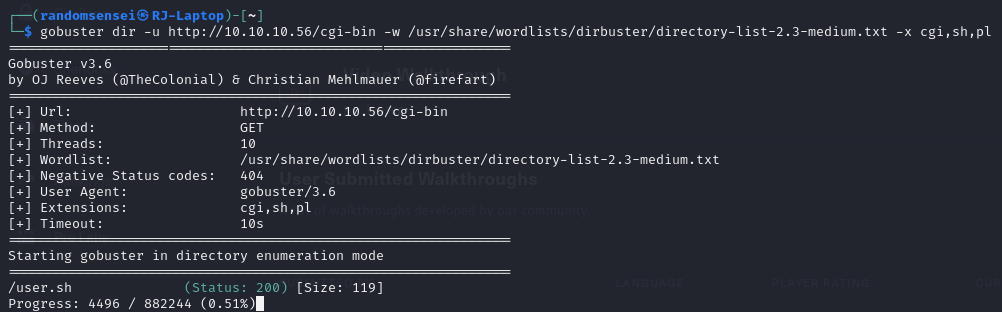 ┌──(randomsensei㉿RJ-Laptop)-[~]
└─$ gobuster dir -u http://10.10.10.56/cgi-bin -w /usr/share/wordlists/dirbuster/directory-list-2.3-medium.txt -x cgi,sh,pl
===============================================================
Gobuster v3.6
by OJ Reeves (@TheColonial) & Christian Mehlmauer (@firefart)
===============================================================
[+] Url:                     http://10.10.10.56/cgi-bin
[+] Method:                  GET
[+] Threads:                 10
[+] Wordlist:                /usr/share/wordlists/dirbuster/directory-list-2.3-medium.txt
[+] Negative Status codes:   404
[+] User Agent:              gobuster/3.6
[+] Extensions:              cgi,sh,pl
[+] Timeout:                 10s
===============================================================
Starting gobuster in directory enumeration mode
===============================================================
/user.sh              (Status: 200) [Size: 119]
Progress: 4496 / 882244 (0.51%)
User Submitted Walkthroughs
of walkthroughs developed by our community.
LANGUAGE
PLAYER RATING